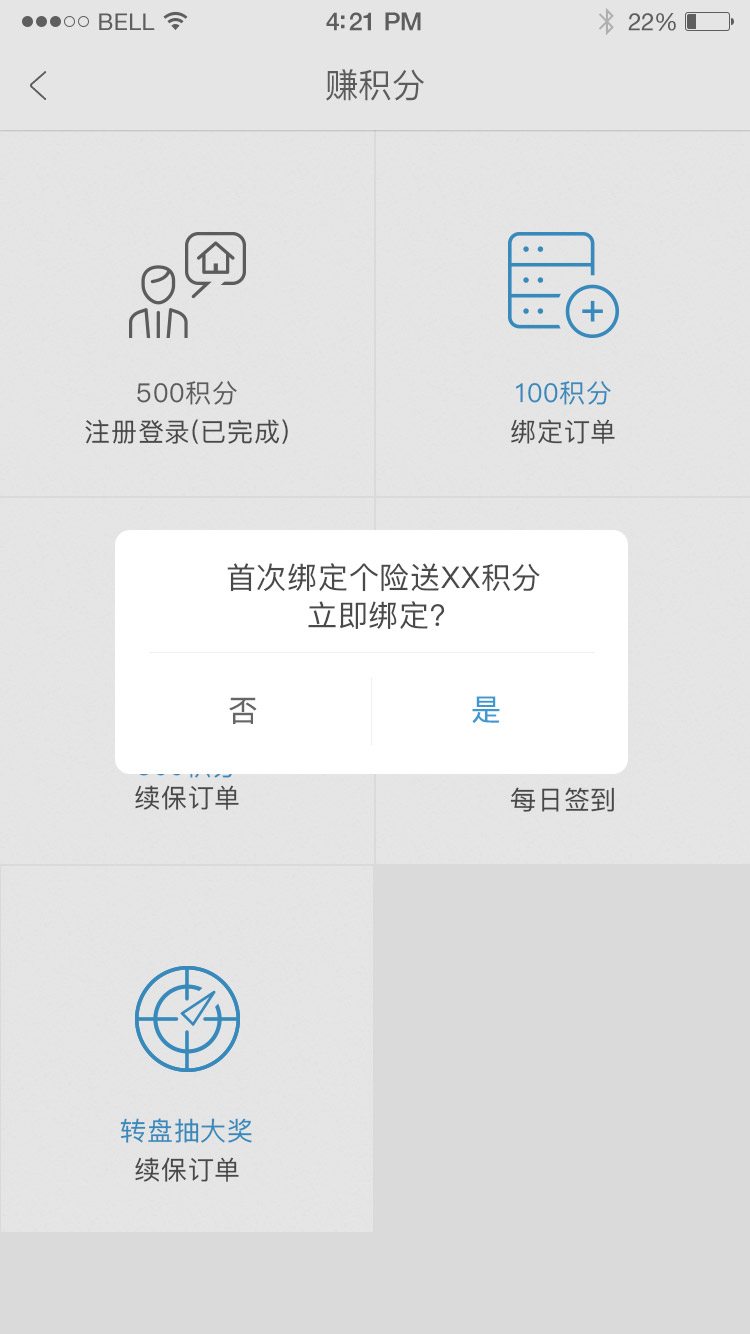 BELL
4:21 PM
22%
赚积分
500积分
注册登录(已完成)
100积分
绑定订单
首次绑定个险送XX积分
立即绑定?
否
是
续保订单
每日签到
转盘抽大奖
续保订单